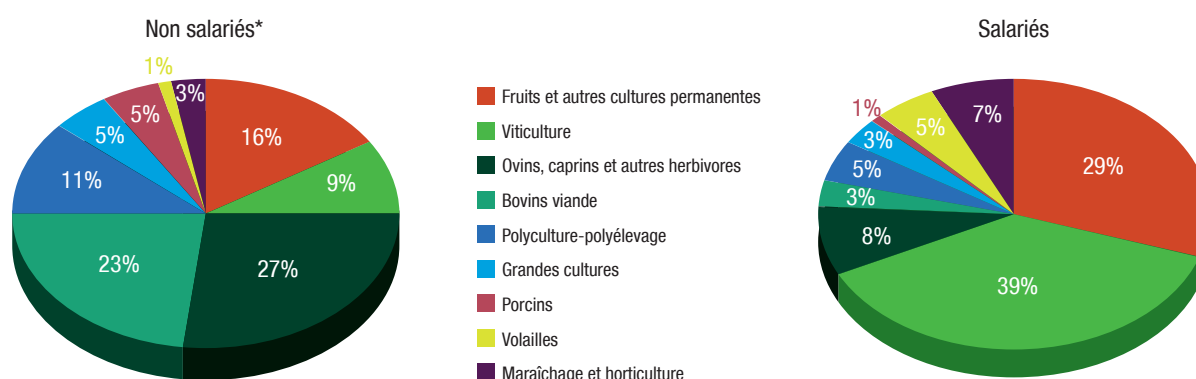 Non salariés*
1%
3%
5%
5%
16%
11%
9%
23%
27%
Fruits et autres cultures permanentes
Viticulture
Ovins, caprins et autres herbivores
Bovins viande
Polyculture-polyélevage
Grandes cultures
Porcins
Volailles
Maraîchage et horticulture
Salariés
1%
7%
5%
3%
29%
5%
3%
8%
39%